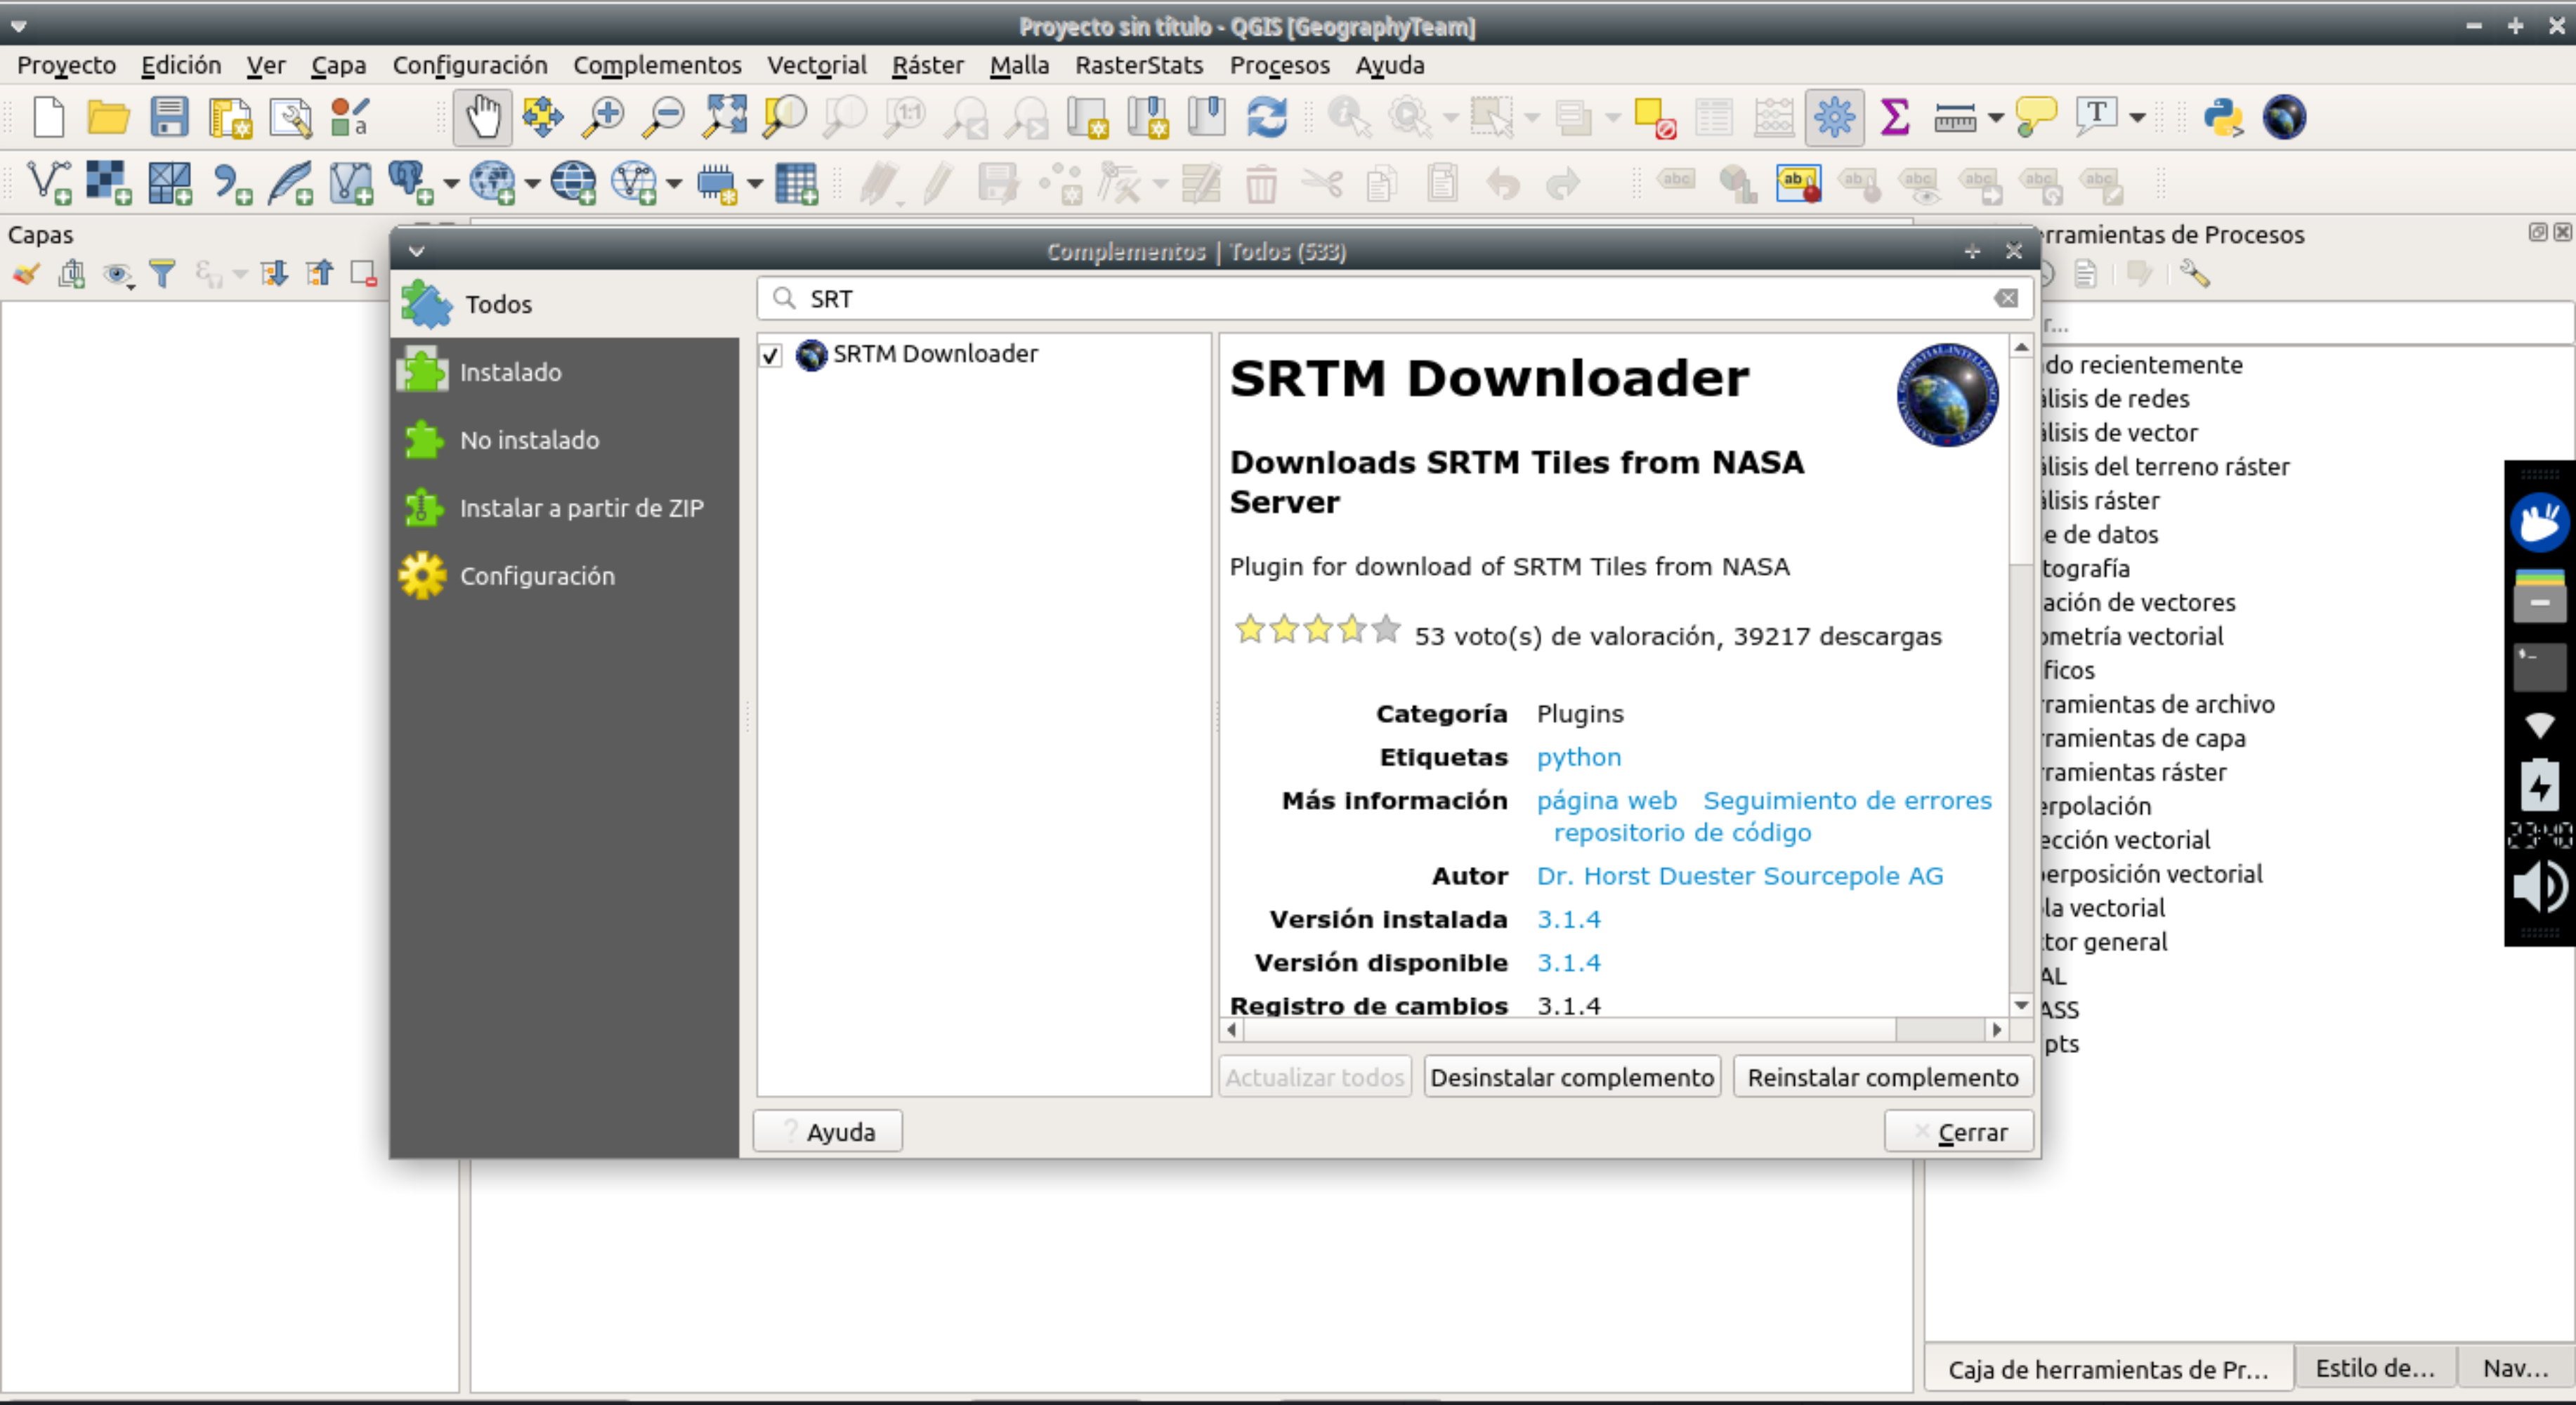 Proyecto sin título - QGIS [GeographyTeam]
Proyecto Edición Ver Capa Configuración Complementos Vectorial Ráster Malla RasterStats Procesos Ayuda
Capas
rramientas de Procesos
Complementos | Todos (533)
Todos
Instalado
No instalado
Instalar a partir de ZIP
Configuración
SRT
SRTM Downloader
SRTM Downloader
Downloads SRTM Tiles from NASA
Server
Plugin for download of SRTM Tiles from NASA
53 voto(s) de valoración, 39217 descargas
Categoría Plugins
Etiquetas python
Más información página web Seguimiento de errores
repositorio de código
Autor Dr. Horst Duester Sourcepole AG
Versión instalada 3.1.4
Versión disponible 3.1.4
Registro de cambios 3.1.4
Actualizar todos Desinstalar complemento Reinstalar complemento
? Ayuda
Cerrar
r...
do recientemente
álisis de redes
álisis de vector
álisis del terreno ráster
álisis ráster
e de datos
tografía
ación de vectores
ometría vectorial
ficos
ramientas de archivo
ramientas de capa
ramientas ráster
erpolación
ección vectorial
erposición vectorial
la vectorial
tor general
AL
ASS
pts
23:40
Caja de herramientas de Pr... Estilo de... Nav...